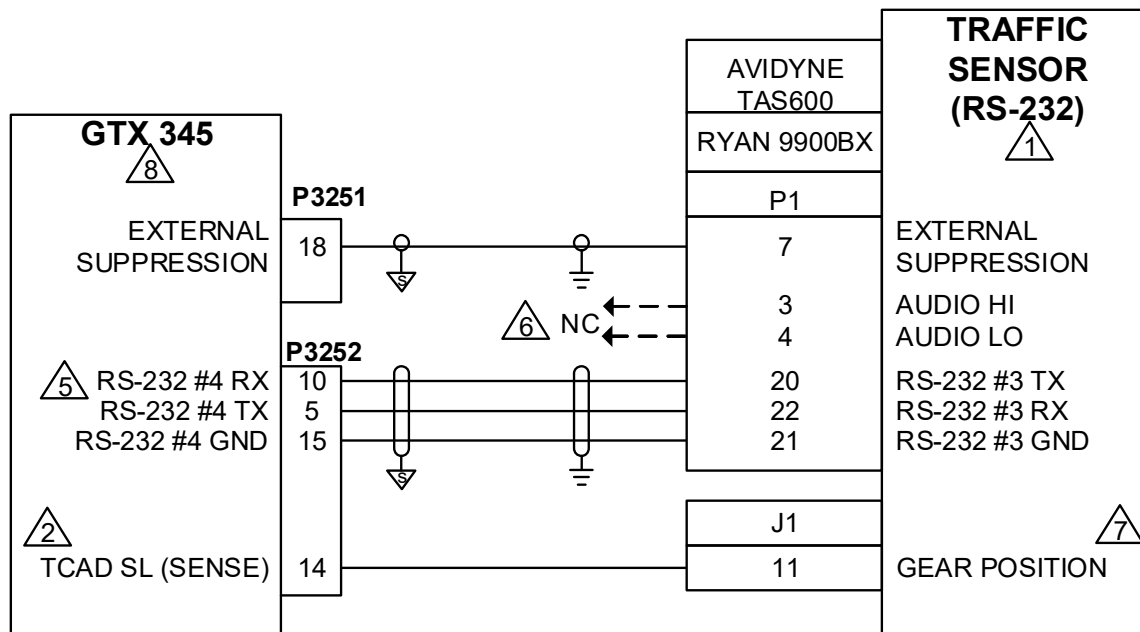 TRAFFIC
SENSOR
(RS-232)
1
AVIDYNE
TAS600
RYAN 9900BX
P1
GTX 345
8
P3251
EXTERNAL
SUPPRESSION
18
S
7
EXTERNAL
SUPPRESSION
6 NC
3 AUDIO HI
4 AUDIO LO
P3252
5 RS-232 #4 RX 10 20 RS-232 #3 TX
RS-232 #4 TX 5 22 RS-232 #3 RX
RS-232 #4 GND 15 21 RS-232 #3 GND
S
J1
2
7
TCAD SL (SENSE) 14 11 GEAR POSITION